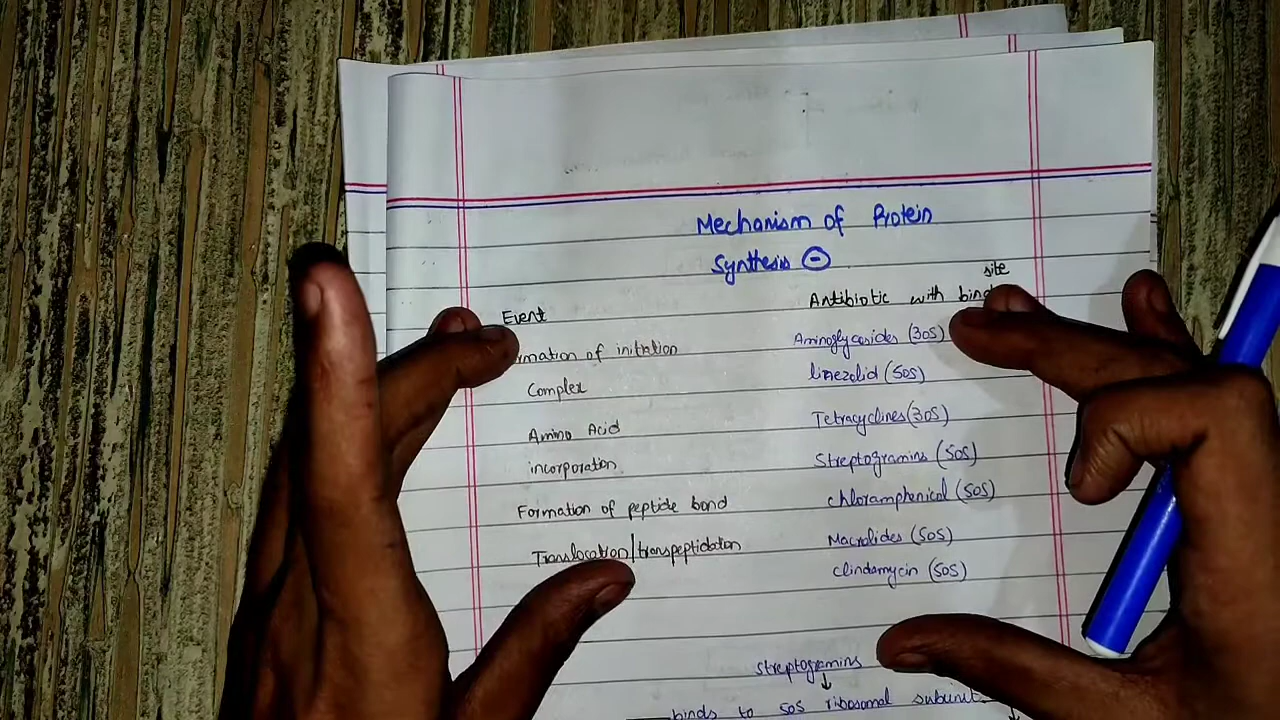 Mechanism of Protein
Synthesis ⊖
site
Event Antibiotic with bind
rmation of initiation Aminoglycosides (30S)
Complex linezolid (50S)
Amino Acid Tetracyclines (30S)
incorporation Streptogramins (50S)
Formation of peptide bond chloramphenicol (50S)
Translocation/transpeptidation Macrolides (50S)
clindamycin (50S)
streptogramins
↓
binds to 50S ribosomal subunit